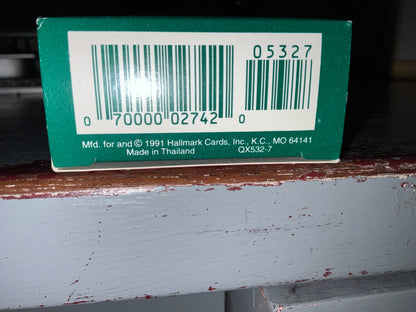 05327
0 70000 02742 0
Mfd. for and © 1991 Hallmark Cards, Inc., K.C., MO 64141
Made in Thailand QX532-7